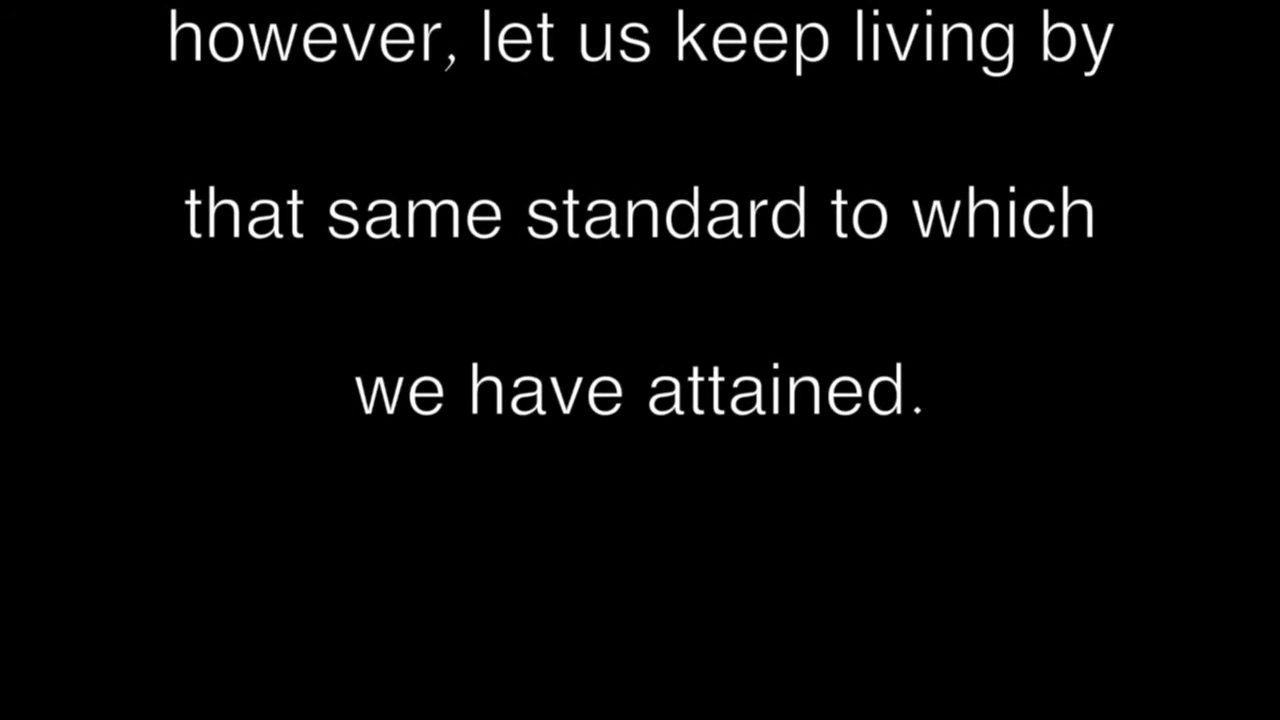 however, let us keep living by
that same standard to which
we have attained.